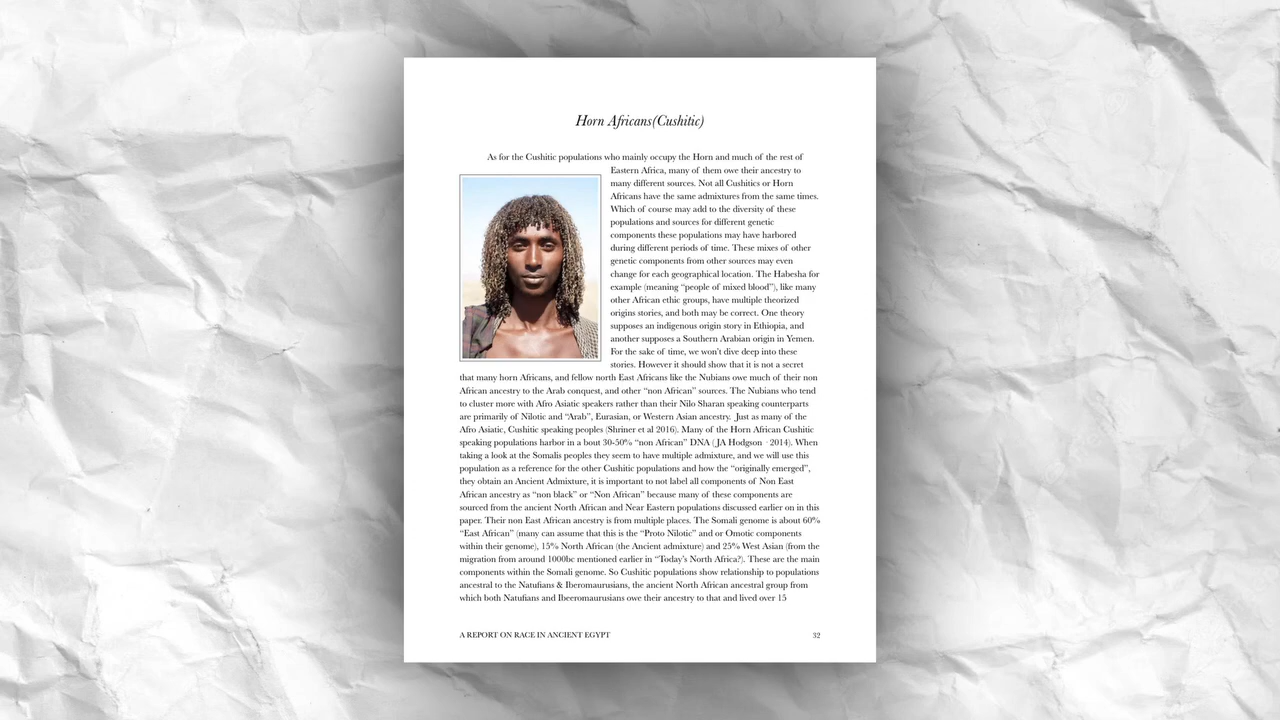 Horn Africans(Cushitic)
As for the Cushitic populations who mainly occupy the Horn and much of the rest of
Eastern Africa, many of them owe their ancestry to
many different sources. Not all Cushitics or Horn
Africans have the same admixtures from the same times.
Which of course may add to the diversity of these
populations and sources for different genetic
components these populations may have harbored
during different periods of time. These mixes of other
genetic components from other sources may even
change for each geographical location. The Habesha for
example (meaning “people of mixed blood”), like many
other African ethic groups, have multiple theorized
origins stories, and both may be correct. One theory
supposes an indigenous origin story in Ethiopia, and
another supposes a Southern Arabian origin in Yemen.
For the sake of time, we won’t dive deep into these
stories. However it should show that it is not a secret
that many horn Africans, and fellow north East Africans like the Nubians owe much of their non
African ancestry to the Arab conquest, and other “non African” sources. The Nubians who tend
to cluster more with Afro Asiatic speakers rather than their Nilo Sharan speaking counterparts
are primarily of Nilotic and “Arab”, Eurasian, or Western Asian ancestry. Just as many of the
Afro Asiatic, Cushitic speaking peoples (Shriner et al 2016). Many of the Horn African Cushitic
speaking populations harbor in a bout 30-50% “non African” DNA (JA Hodgson · 2014). When
taking a look at the Somalis peoples they seem to have multiple admixture, and we will use this
population as a reference for the other Cushitic populations and how the “originally emerged”,
they obtain an Ancient Admixture, it is important to not label all components of Non East
African ancestry as “non black” or “Non African” because many of these components are
sourced from the ancient North African and Near Eastern populations discussed earlier on in this
paper. Their non East African ancestry is from multiple places. The Somali genome is about 60%
“East African” (many can assume that this is the “Proto Nilotic” and or Omotic components
within their genome), 15% North African (the Ancient admixture) and 25% West Asian (from the
migration from around 1000bc mentioned earlier in “Today’s North Africa?). These are the main
components within the Somali genome. So Cushitic populations show relationship to populations
ancestral to the Natufians & Iberomaurusians, the ancient North African ancestral group from
which both Natufians and Ibeeromaurusians owe their ancestry to that and lived over 15
A REPORT ON RACE IN ANCIENT EGYPT 32